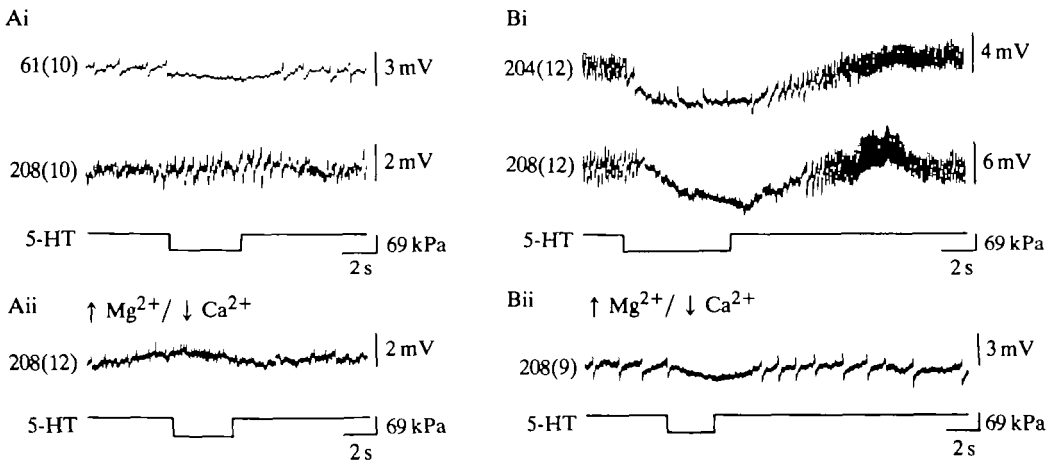 Ai
61(10)
3 mV
208(10)
2 mV
5-HT
69 kPa
2 s
Aii
↑ Mg²⁺/ ↓ Ca²⁺
208(12)
2 mV
5-HT
69 kPa
2 s
Bi
204(12)
4 mV
208(12)
6 mV
5-HT
69 kPa
2 s
Bii
↑ Mg²⁺/ ↓ Ca²⁺
208(9)
3 mV
5-HT
69 kPa
2 s